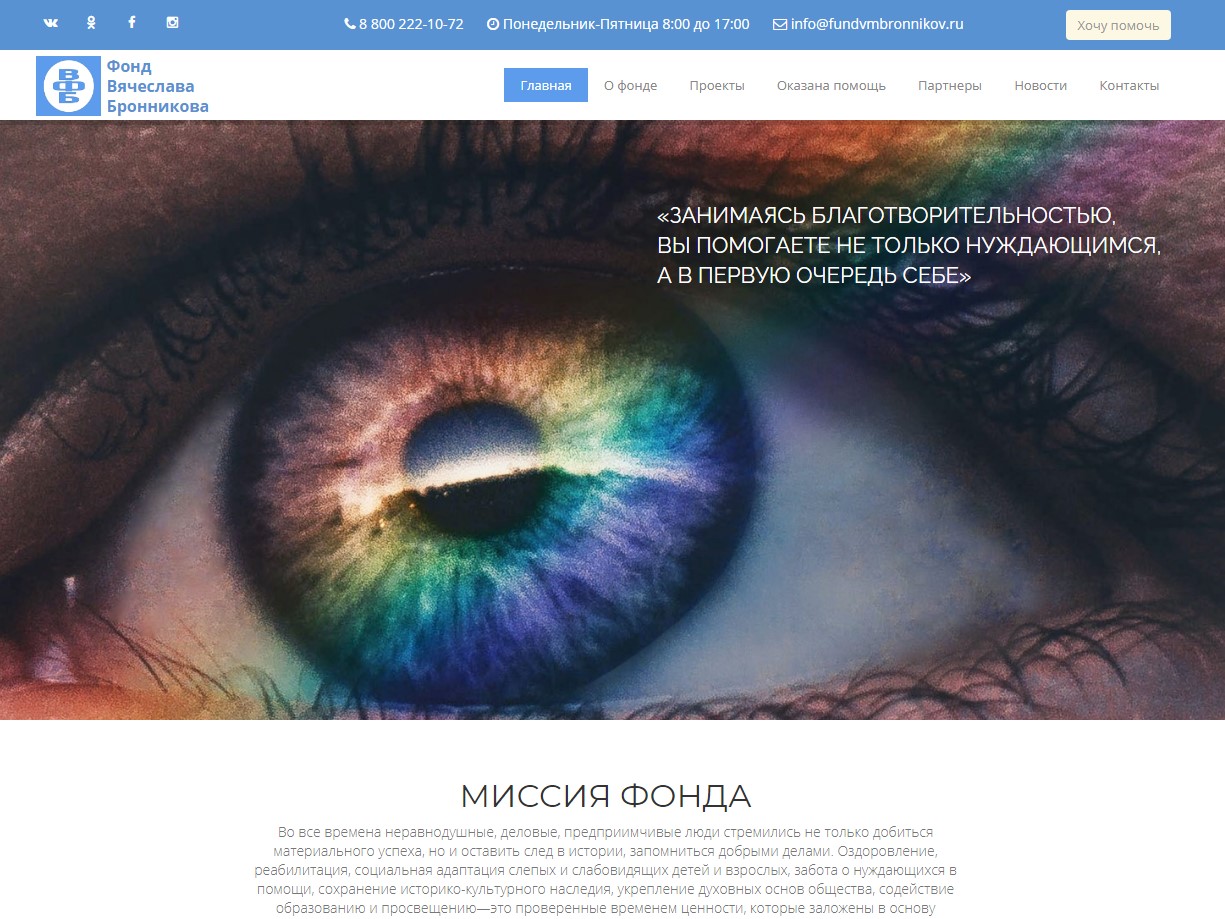 8 800 222-10-72 Понедельник-Пятница 8:00 до 17:00 info@fundvmbronnikov.ru Хочу помочь
ВФБ
Фонд
Вячеслава
Бронникова
Главная О фонде Проекты Оказана помощь Партнеры Новости Контакты
«ЗАНИМАЯСЬ БЛАГОТВОРИТЕЛЬНОСТЬЮ,
ВЫ ПОМОГАЕТЕ НЕ ТОЛЬКО НУЖДАЮЩИМСЯ,
А В ПЕРВУЮ ОЧЕРЕДЬ СЕБЕ»
МИССИЯ ФОНДА
Во все времена неравнодушные, деловые, предприимчивые люди стремились не только добиться
материального успеха, но и оставить след в истории, запомниться добрыми делами. Оздоровление,
реабилитация, социальная адаптация слепых и слабовидящих детей и взрослых, забота о нуждающихся в
помощи, сохранение историко-культурного наследия, укрепление духовных основ общества, содействие
образованию и просвещению—это проверенные временем ценности, которые заложены в основу